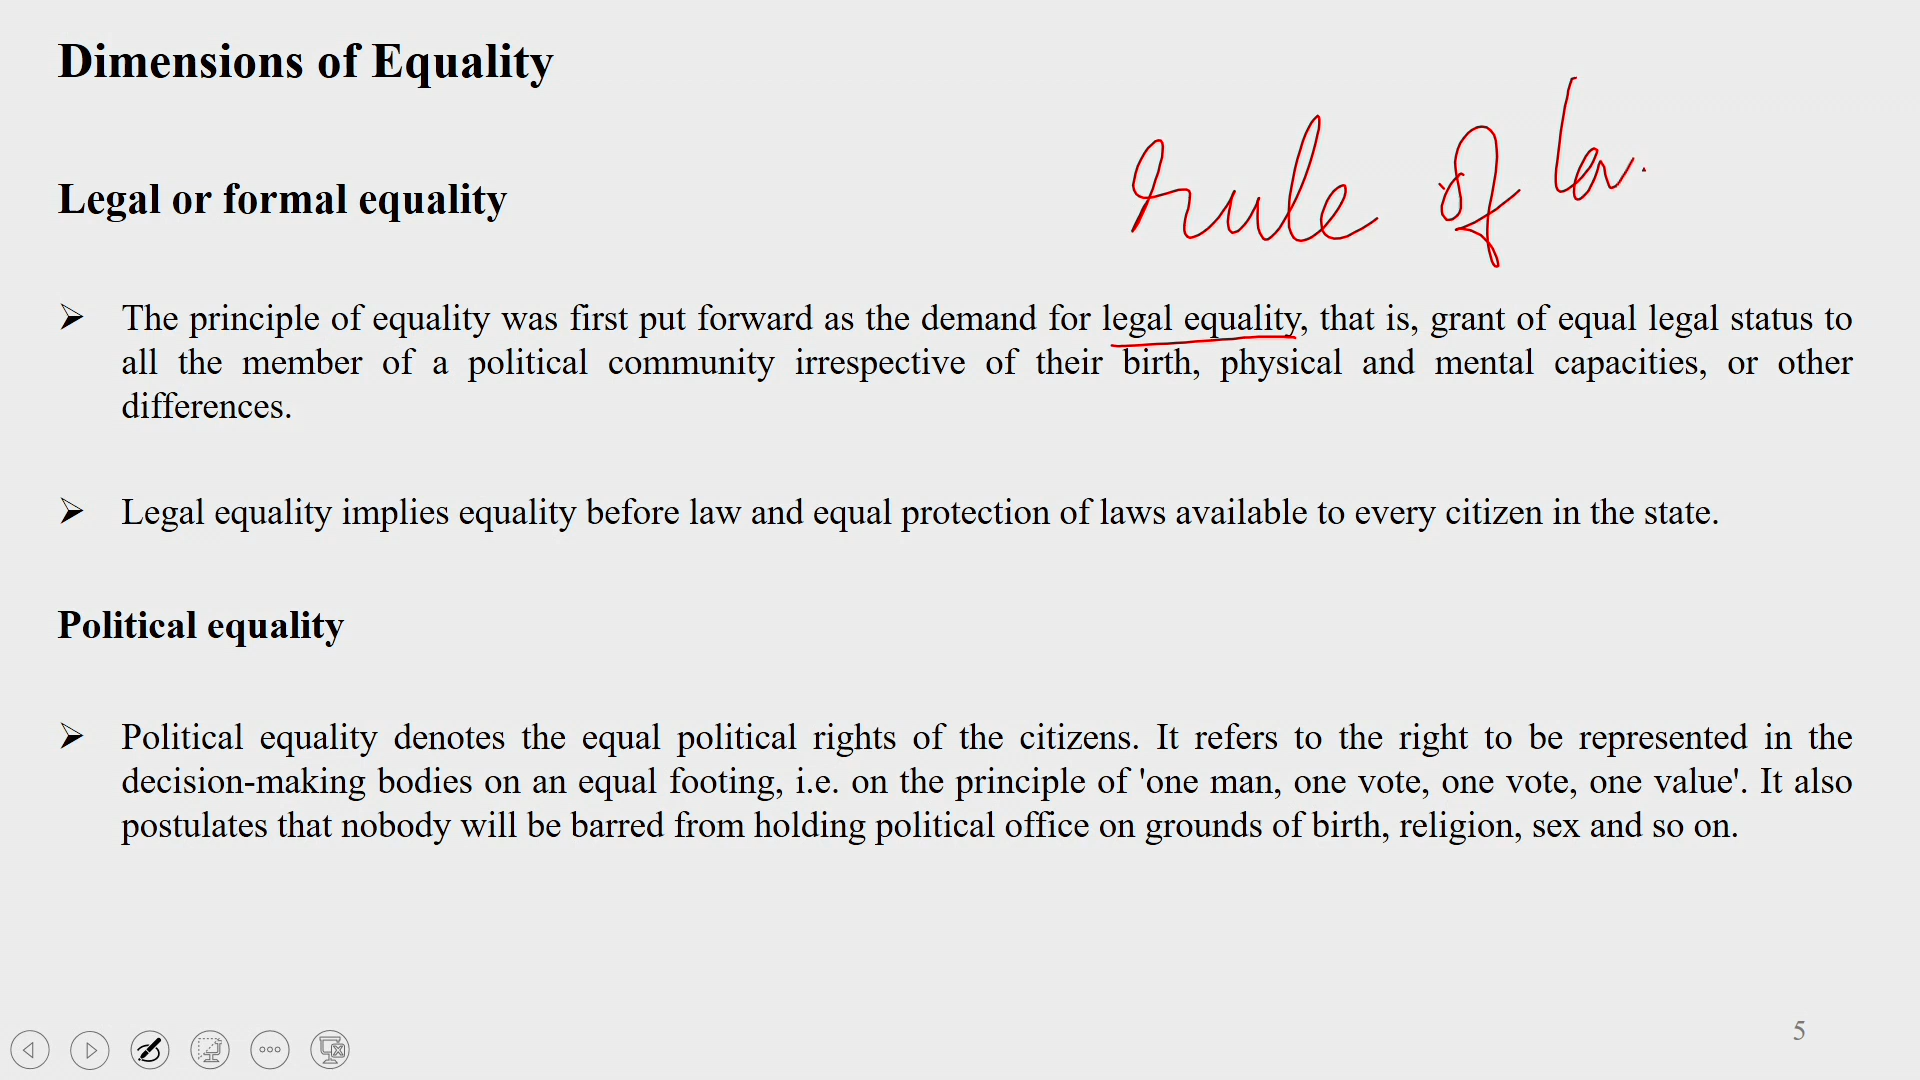 Dimensions of Equality
rule of law
Legal or formal equality
➢ The principle of equality was first put forward as the demand for legal equality, that is, grant of equal legal status to
all the member of a political community irrespective of their birth, physical and mental capacities, or other
differences.
➢ Legal equality implies equality before law and equal protection of laws available to every citizen in the state.
Political equality
➢ Political equality denotes the equal political rights of the citizens. It refers to the right to be represented in the
decision-making bodies on an equal footing, i.e. on the principle of 'one man, one vote, one vote, one value'. It also
postulates that nobody will be barred from holding political office on grounds of birth, religion, sex and so on.
5